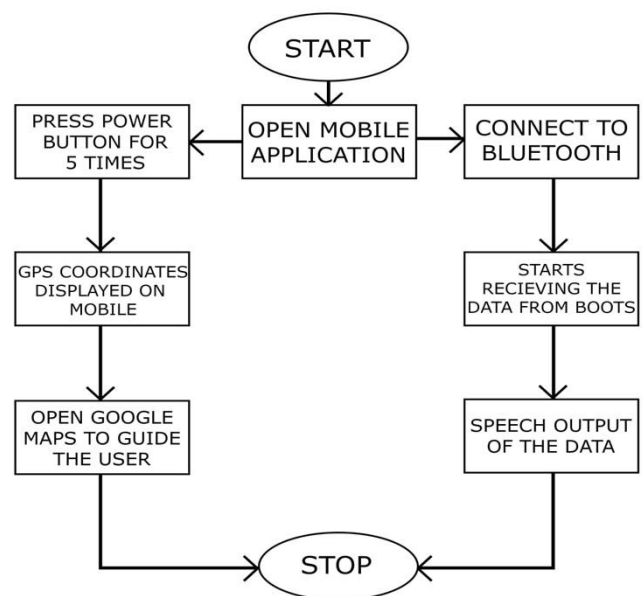 START
PRESS POWER
BUTTON FOR
5 TIMES
OPEN MOBILE
APPLICATION
CONNECT TO
BLUETOOTH
GPS COORDINATES
DISPLAYED ON
MOBILE
STARTS
RECIEVING THE
DATA FROM BOOTS
OPEN GOOGLE
MAPS TO GUIDE
THE USER
SPEECH OUTPUT
OF THE DATA
STOP